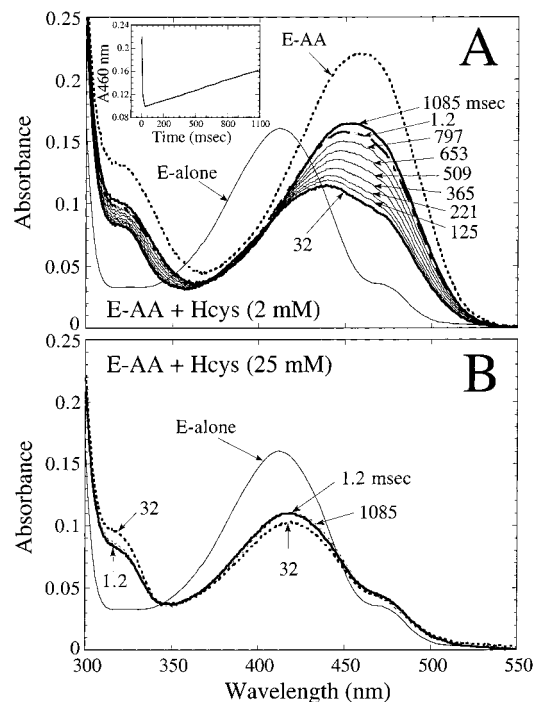 A
E-AA
A460 nm
0.24
0.20
0.16
0.12
0.08
0
300
500
800
1100
Time (msec)
E-alone
1085 msec
1.2
797
653
509
365
221
125
32
E-AA + Hcys (2 mM)
Absorbance
0.25
0.2
0.15
0.1
0.05
0
B
E-AA + Hcys (25 mM)
E-alone
1.2 msec
1085
32
32
1.2
Absorbance
0.2
0.15
0.1
0.05
0
300
350
400
450
500
550
Wavelength (nm)